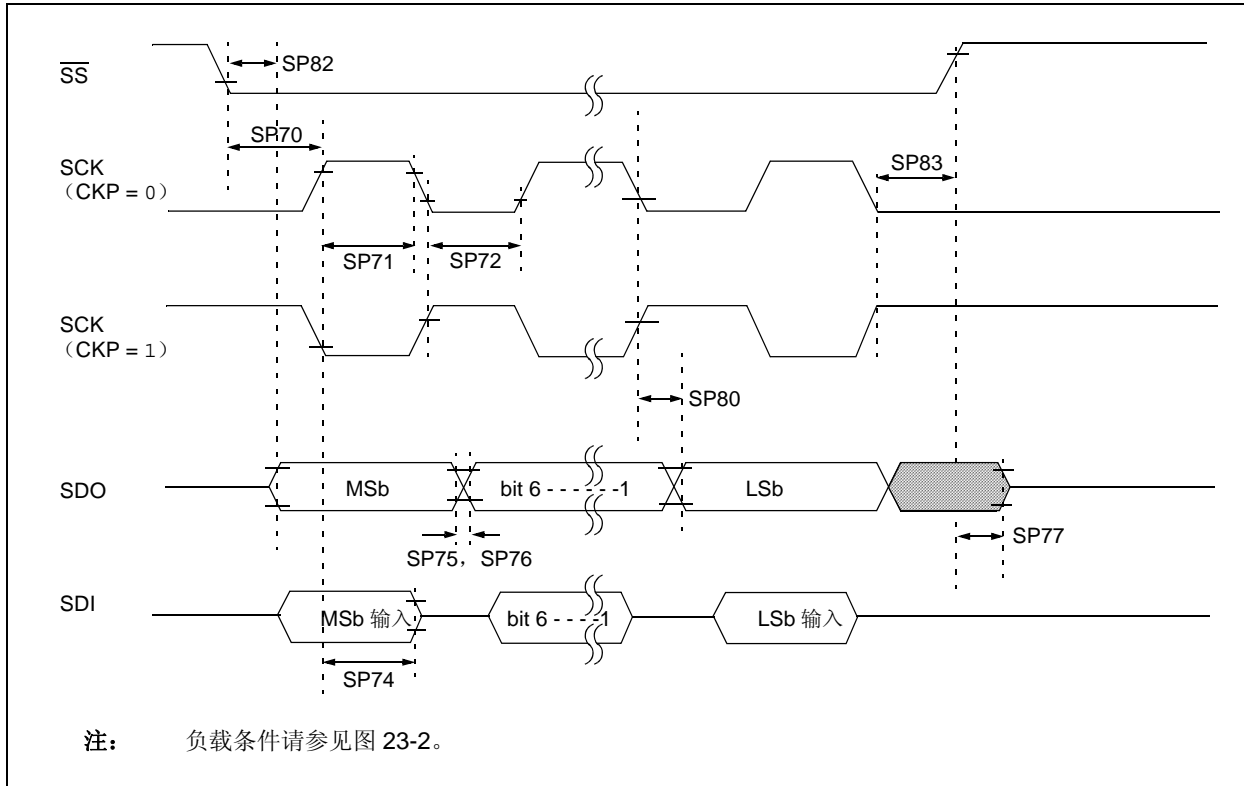 SS
SP82
SP70
SCK
（CKP = 0）
SP83
SP71
SP72
SCK
（CKP = 1）
SP80
SDO
MSb
bit 6 - - - - - -1
LSb
SP75，SP76
SP77
SDI
MSb 输入
bit 6 - - - -1
LSb 输入
SP74
注： 负载条件请参见图 23-2。